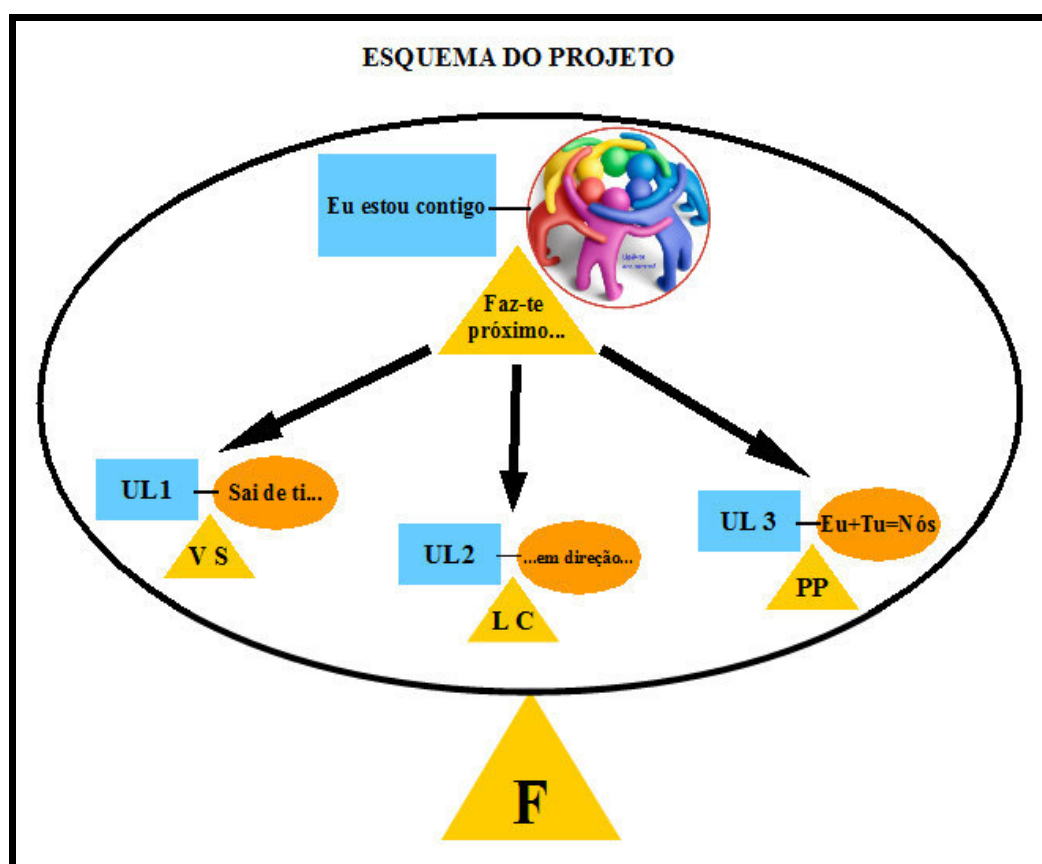 ESQUEMA DO PROJETO
Eu estou contigo
Faz-te
próximo...
UL1
Sai de ti...
V S
UL2
...em direção...
L C
UL 3
Eu+Tu=Nós
PP
F